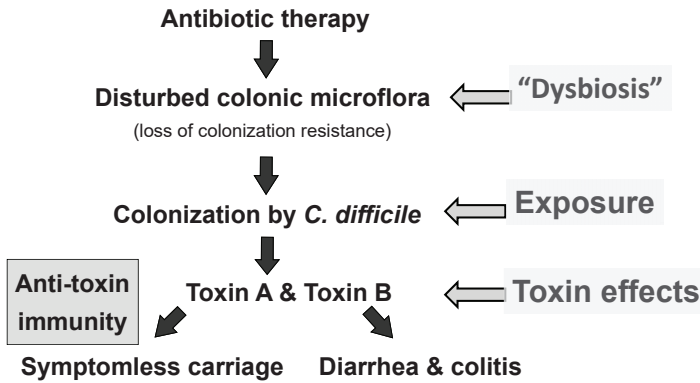 Antibiotic therapy
Disturbed colonic microflora
“Dysbiosis”
(loss of colonization resistance)
Colonization by C. difficile
Exposure
Anti-toxin
immunity
Toxin A & Toxin B
Toxin effects
Symptomless carriage
Diarrhea & colitis